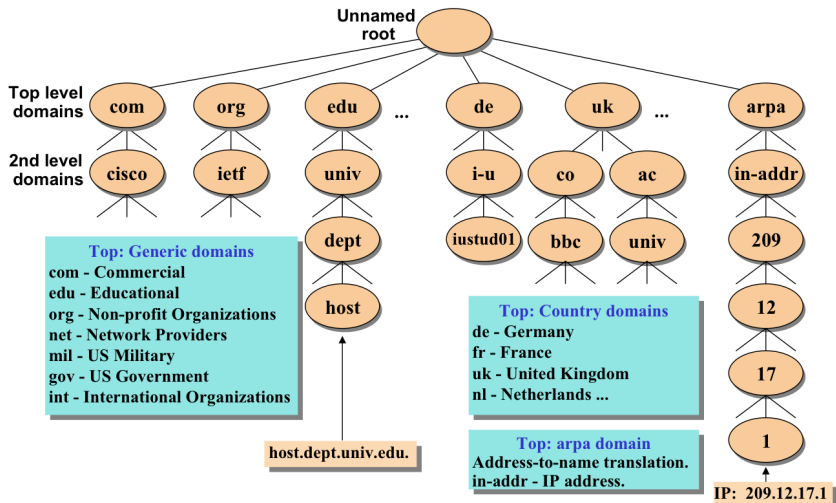 Unnamed
root
Top level
domains
com
org
edu
...
de
uk
...
arpa
2nd level
domains
cisco
ietf
univ
i-u
co
ac
in-addr
dept
iustud01
bbc
univ
209
host
12
17
1
Top: Generic domains
com - Commercial
edu - Educational
org - Non-profit Organizations
net - Network Providers
mil - US Military
gov - US Government
int - International Organizations
Top: Country domains
de - Germany
fr - France
uk - United Kingdom
nl - Netherlands ...
host.dept.univ.edu.
Top: arpa domain
Address-to-name translation.
in-addr - IP address.
IP: 209.12.17.1